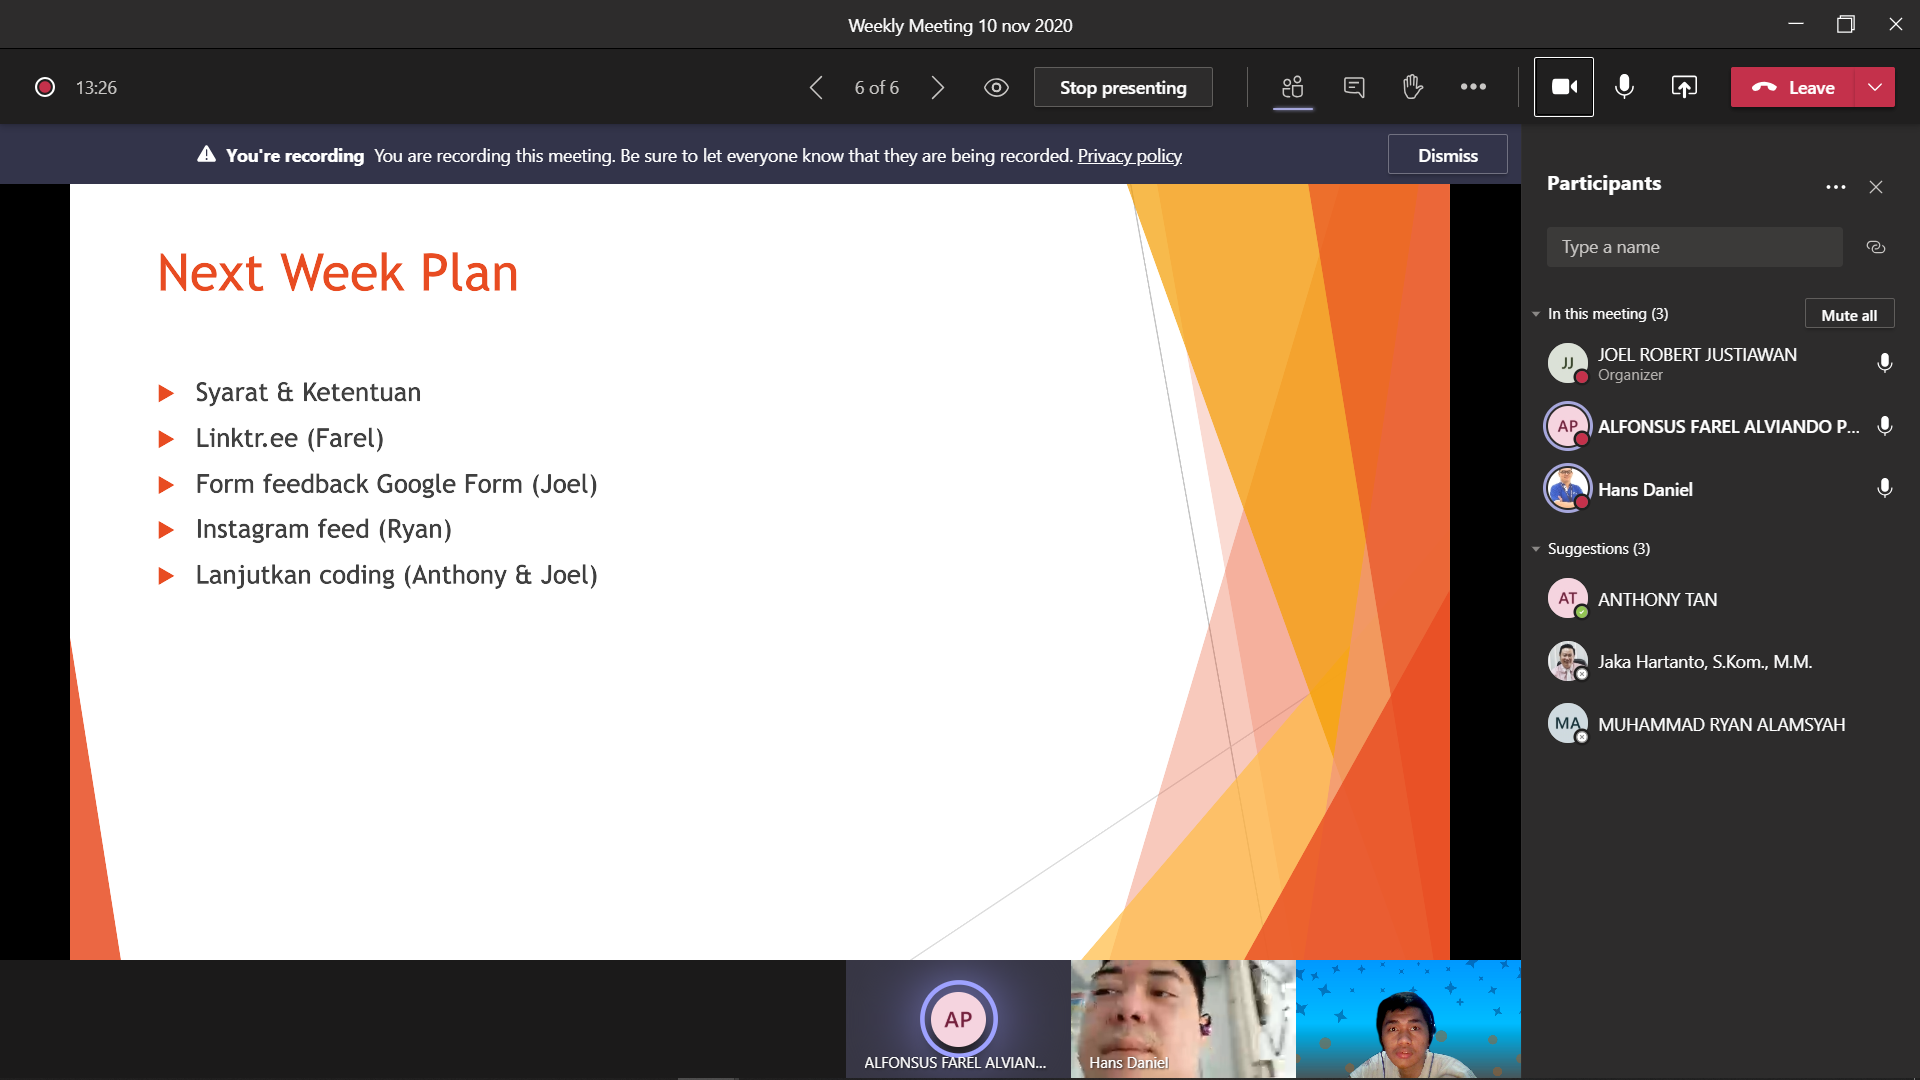 Weekly Meeting 10 nov 2020
13:26
6 of 6
Stop presenting
Leave
You're recording You are recording this meeting. Be sure to let everyone know that they are being recorded. Privacy policy
Dismiss
Next Week Plan
Syarat & Ketentuan
Linktr.ee (Farel)
Form feedback Google Form (Joel)
Instagram feed (Ryan)
Lanjutkan coding (Anthony & Joel)
Participants
Type a name
In this meeting (3)
Mute all
JJ
JOEL ROBERT JUSTIAWAN
Organizer
AP
ALFONSUS FAREL ALVIANDO P...
Hans Daniel
Suggestions (3)
AT
ANTHONY TAN
Jaka Hartanto, S.Kom., M.M.
MA
MUHAMMAD RYAN ALAMSYAH
AP
ALFONSUS FAREL ALVIAN...
Hans Daniel